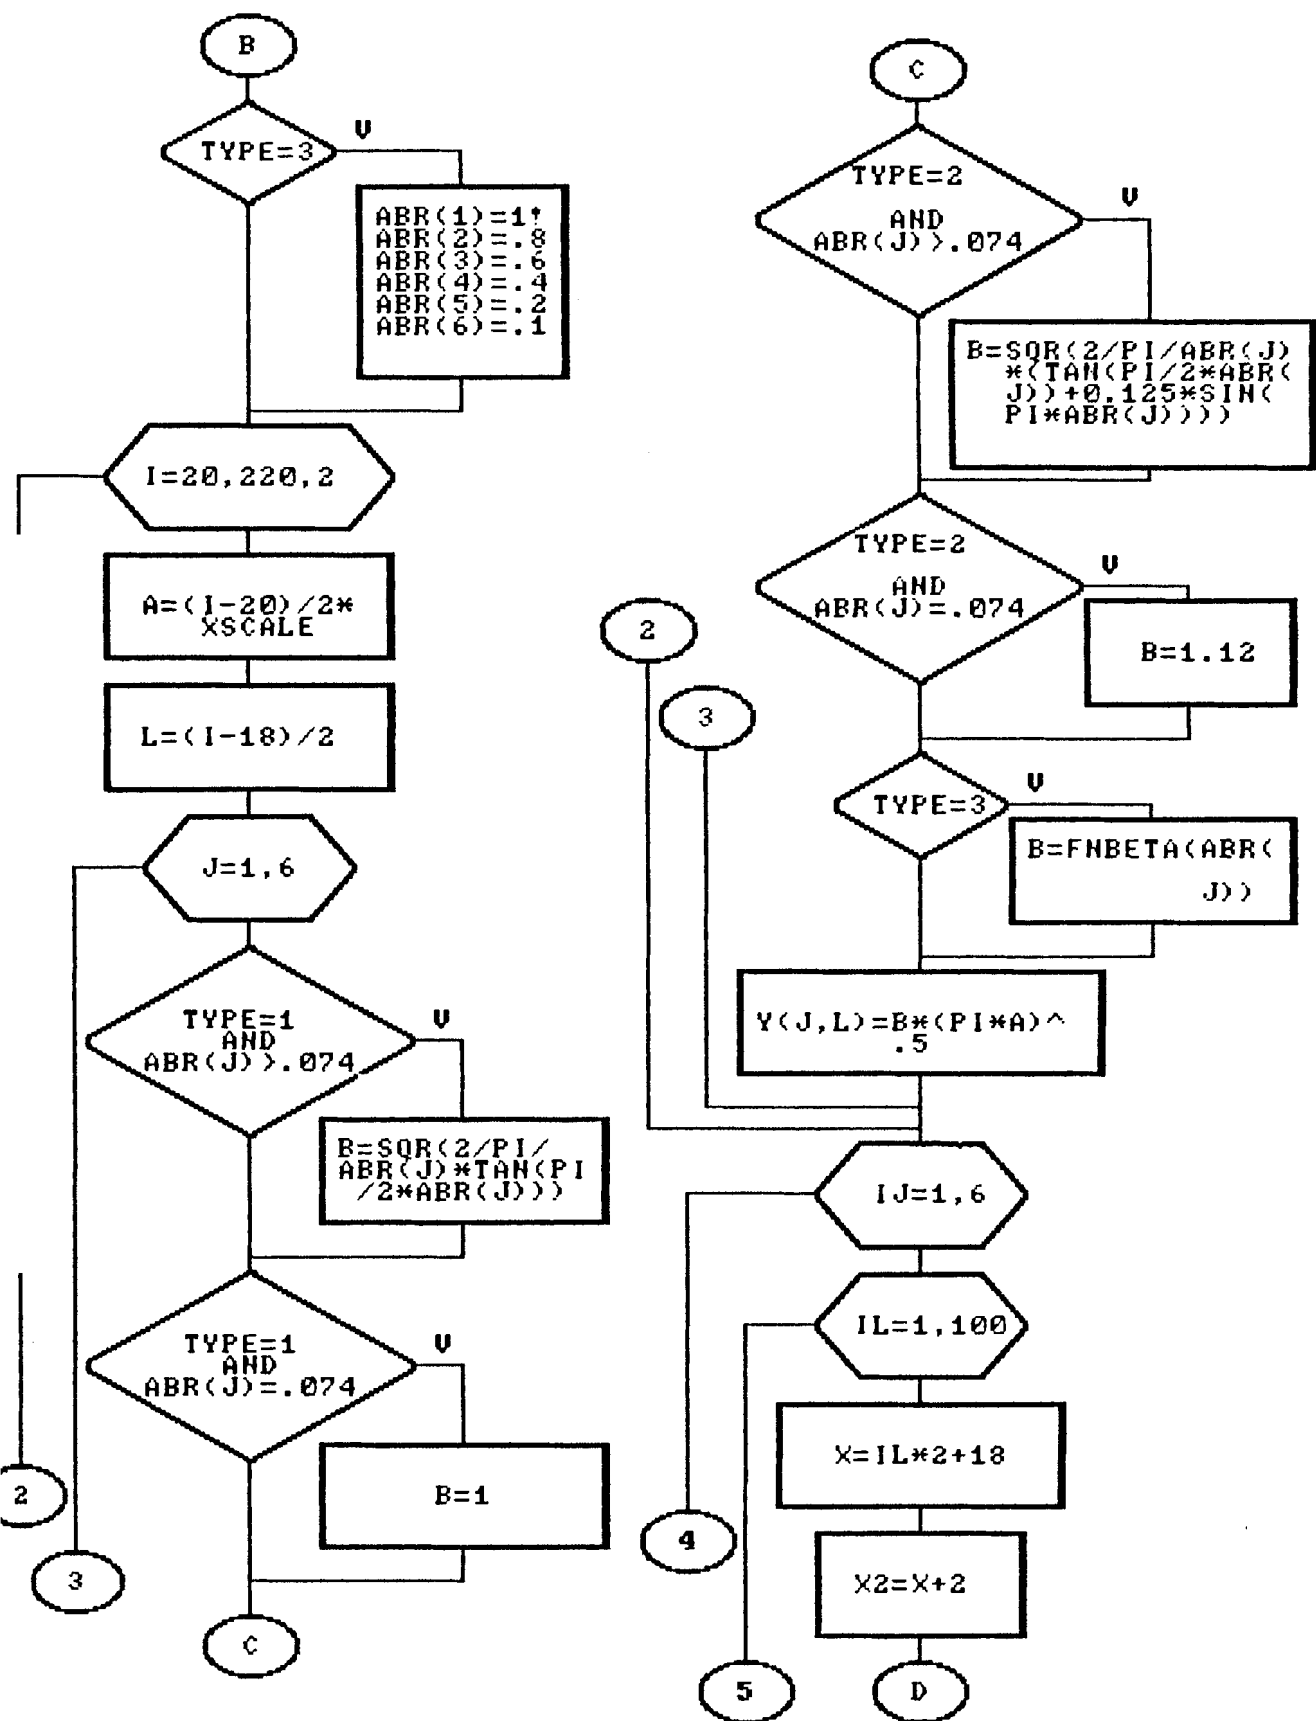 B
TYPE=3
V
ABR(1)=1!
ABR(2)=.8
ABR(3)=.6
ABR(4)=.4
ABR(5)=.2
ABR(6)=.1
I=20,220,2
A=(I-20)/2*
XSCALE
L=(I-18)/2
J=1,6
TYPE=1
AND
ABR(J)>.074
V
B=SQR(2/PI/
ABR(J)*TAN(PI
/2*ABR(J)))
TYPE=1
AND
ABR(J)=.074
V
B=1
2
3
C
C
TYPE=2
AND
ABR(J)>.074
V
B=SQR(2/PI/ABR(J)
*(TAN(PI/2*ABR(
J))+0.125*SIN(
PI*ABR(J))))
TYPE=2
AND
ABR(J)=.074
V
B=1.12
2
3
TYPE=3
V
B=FNBETA(ABR(
J))
Y(J,L)=B*(PI*A)^
.5
IJ=1,6
IL=1,100
X=IL*2+18
X2=X+2
4
5
D